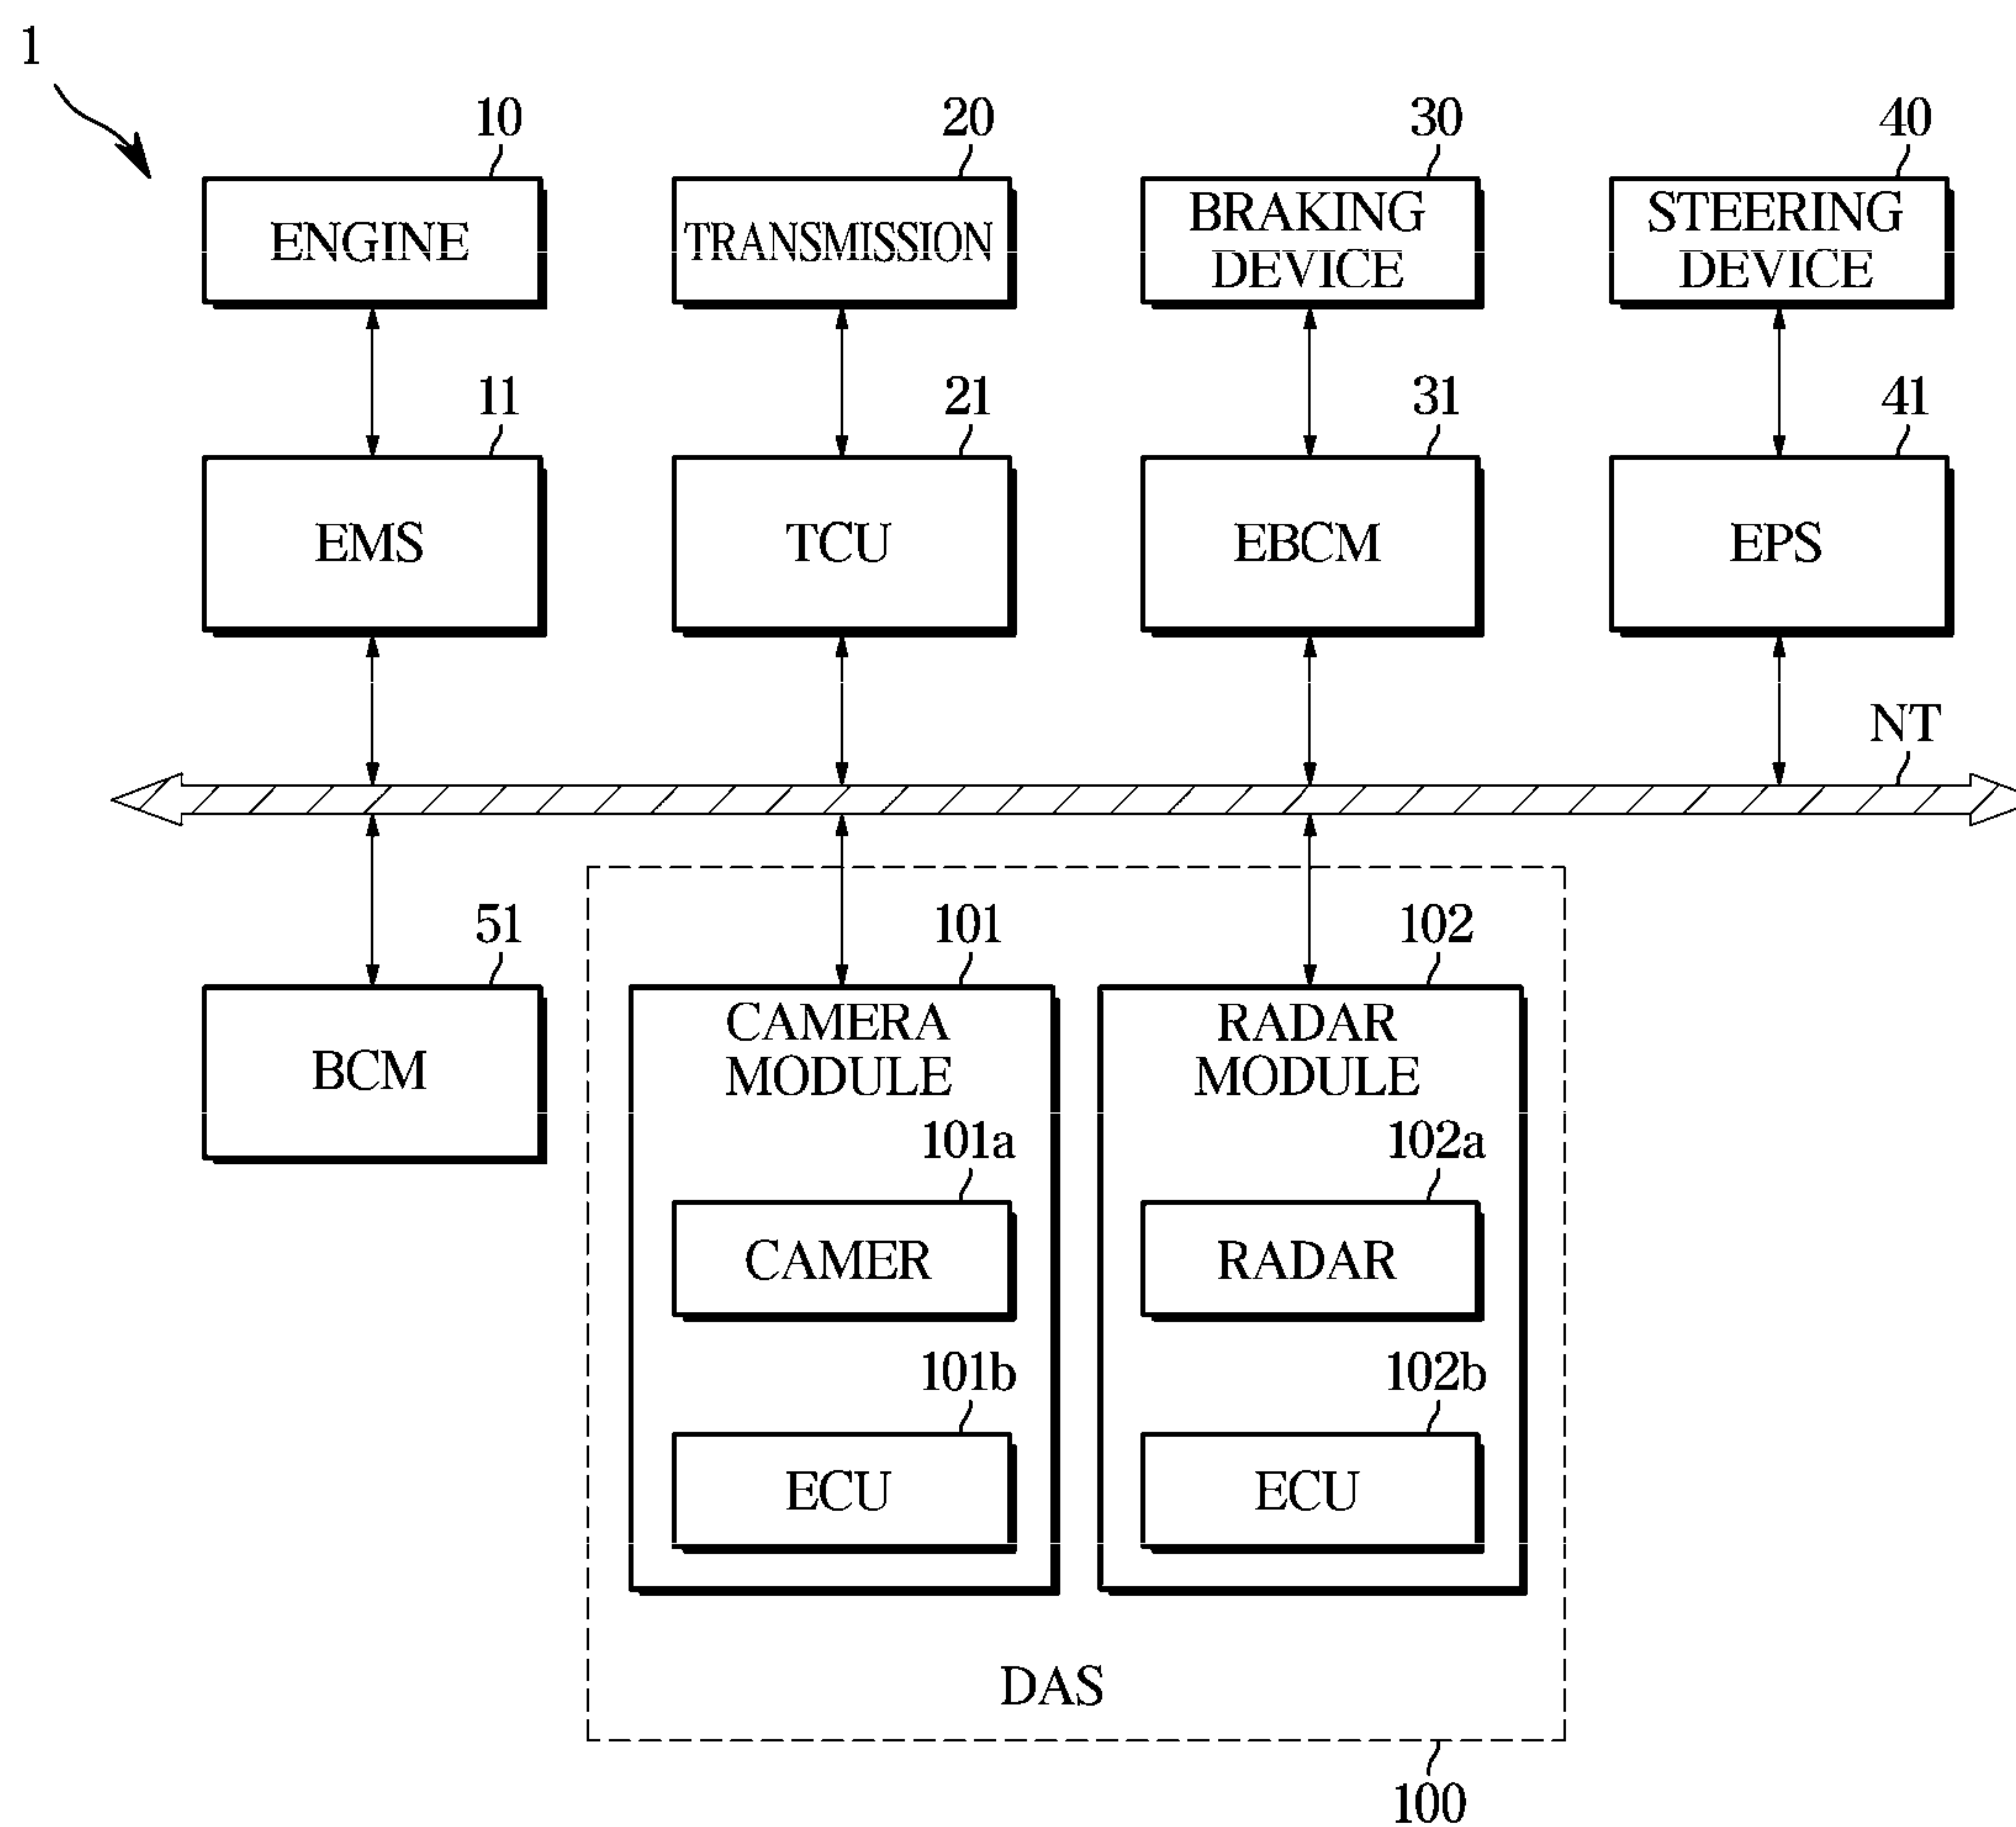 1
10
20
30
40
ENGINE
TRANSMISSION
BRAKING
DEVICE
STEERING
DEVICE
11
21
31
41
EMS
TCU
EBCM
EPS
NT
51
101
102
BCM
CAMERA
MODULE
RADAR
MODULE
101a
102a
CAMER
RADAR
101b
102b
ECU
ECU
DAS
100